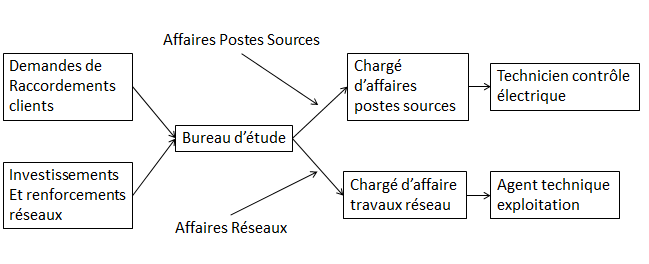 Affaires Postes Sources
Demandes de
Raccordements
clients
Chargé
d’affaires
postes sources
Technicien contrôle
électrique
Bureau d’étude
Investissements
Et renforcements
réseaux
Chargé d’affaire
travaux réseau
Agent technique
exploitation
Affaires Réseaux